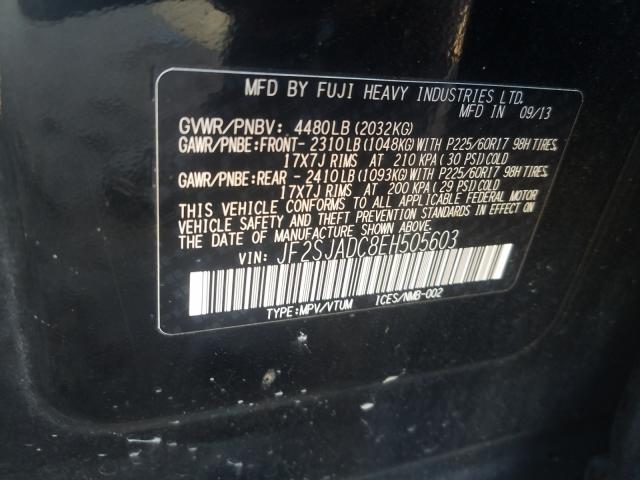 MFD BY FUJI HEAVY INDUSTRIES LTD.
MFD IN 09/13
GVWR/PNBV: 4480LB (2032KG)
GAWR/PNBE:FRONT- 2310LB (1048KG) WITH P225/60R17 98H TIRES,
17X7J RIMS AT 210 KPA (30 PSI) COLD
GAWR/PNBE:REAR - 2410LB (1093KG) WITH P225/60R17 98H TIRES,
17X7J RIMS AT 200 KPA (29 PSI) COLD
THIS VEHICLE CONFORMS TO ALL APPLICABLE FEDERAL MOTOR
VEHICLE SAFETY AND THEFT PREVENTION STANDARDS IN EFFECT ON
THE DATE OF MANUFACTURE SHOWN ABOVE.
VIN: JF2SJADC8EH505603
TYPE:MPV/VTUM ICES/NMB-002